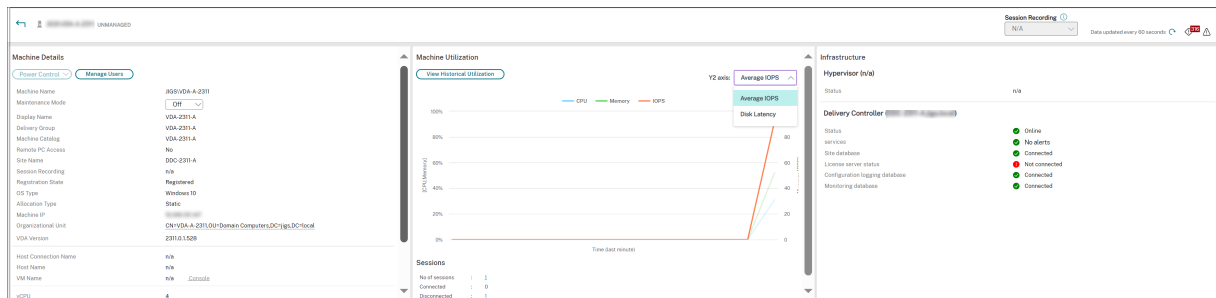 UNMANAGED
Session Recording
N/A
Data updated every 60 seconds
316
Machine Details
Power Control
Manage Users
Machine Name JIGS\VDA-A-2311
Maintenance Mode Off
Display Name VDA-2311-A
Delivery Group VDA-2311-A
Machine Catalog VDA-2311-A
Remote PC Access No
Site Name DDC-2311-A
Session Recording n/a
Registration State Registered
OS Type Windows 10
Allocation Type Static
Machine IP
Organizational Unit CN=VDA-A-2311,OU=Domain Computers,DC=jigs,DC=local
VDA Version 2311.0.1.528
Host Connection Name n/a
Host Name n/a
VM Name n/a Console
vCPU 4
Machine Utilization
View Historical Utilization
Y2 axis: Average IOPS
Average IOPS
Disk Latency
CPU Memory IOPS
100%
80% 80
60% 60
40% 40
20% 20
0% 0
(CPU,Memory)
Time (last minute)
Sessions
No of sessions : 1
Connected : 0
Disconnected : 1
Infrastructure
Hypervisor (n/a)
Status n/a
Delivery Controller (
Status Online
services No alerts
Site database Connected
License server status Not connected
Configuration logging database Connected
Monitoring database Connected